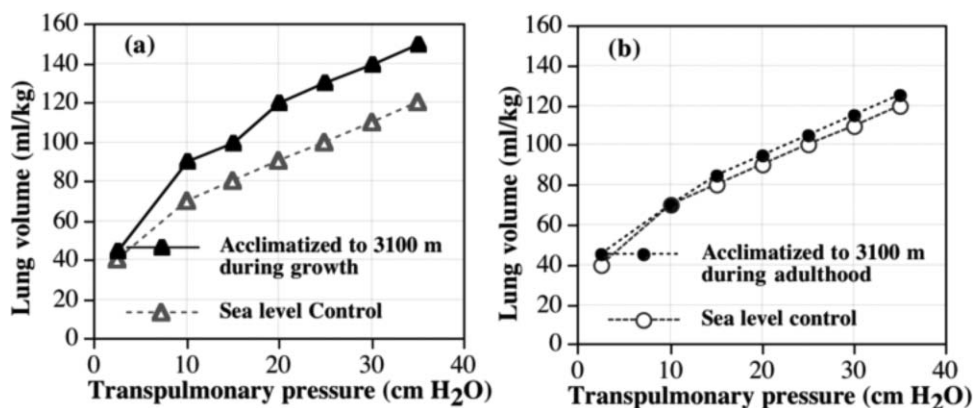 160
140
120
100
80
60
40
20
0
Lung volume (ml/kg)
(a)
Acclimatized to 3100 m
during growth
Sea level Control
0 10 20 30 40
Transpulmonary pressure (cm H2O)
160
140
120
100
80
60
40
20
0
Lung volume (ml/kg)
(b)
Acclimatized to 3100 m
during adulthood
Sea level control
0 10 20 30 40
Transpulmonary pressure (cm H2O)